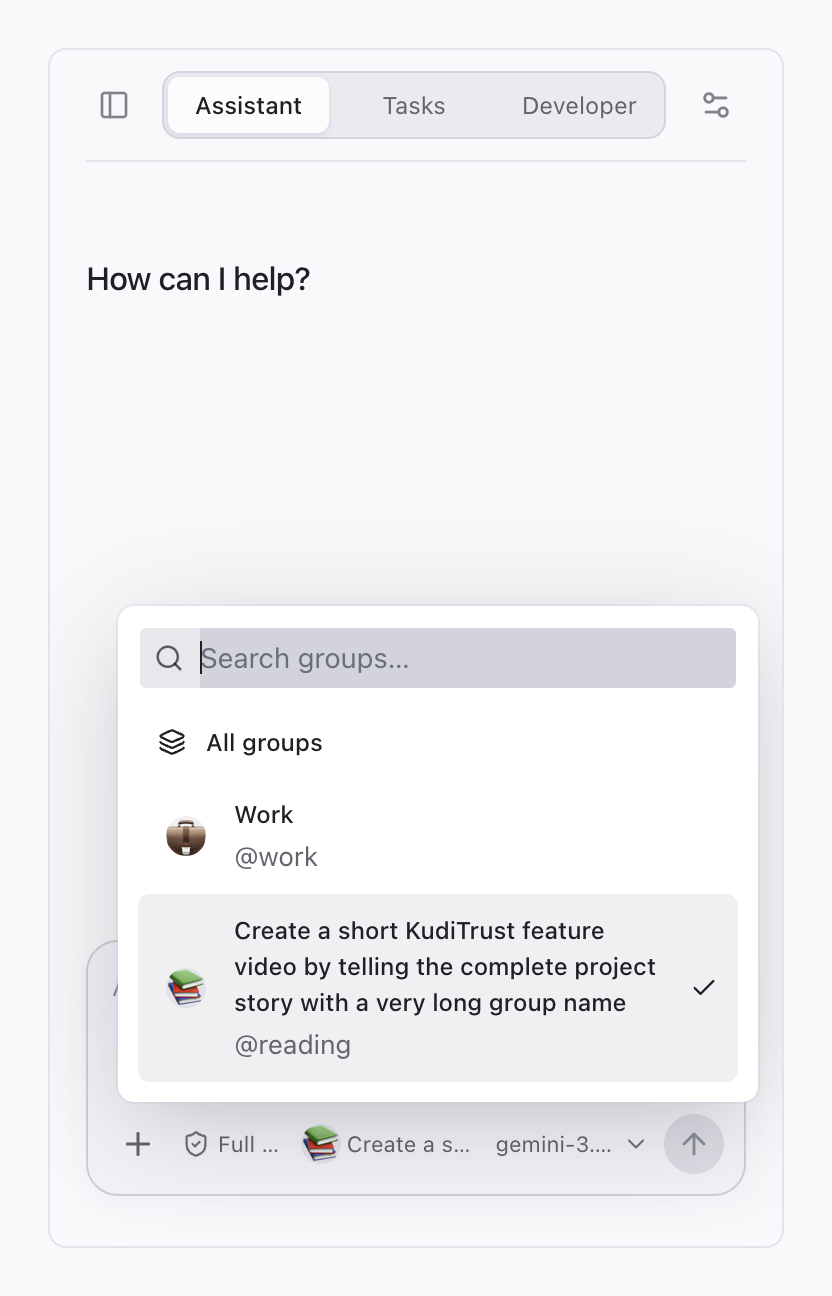 Assistant
Tasks
Developer
How can I help?
Search groups...
All groups
Work
@work
Create a short KudiTrust feature
video by telling the complete project
story with a very long group name
@reading
Full ...
Create a s...
gemini-3....